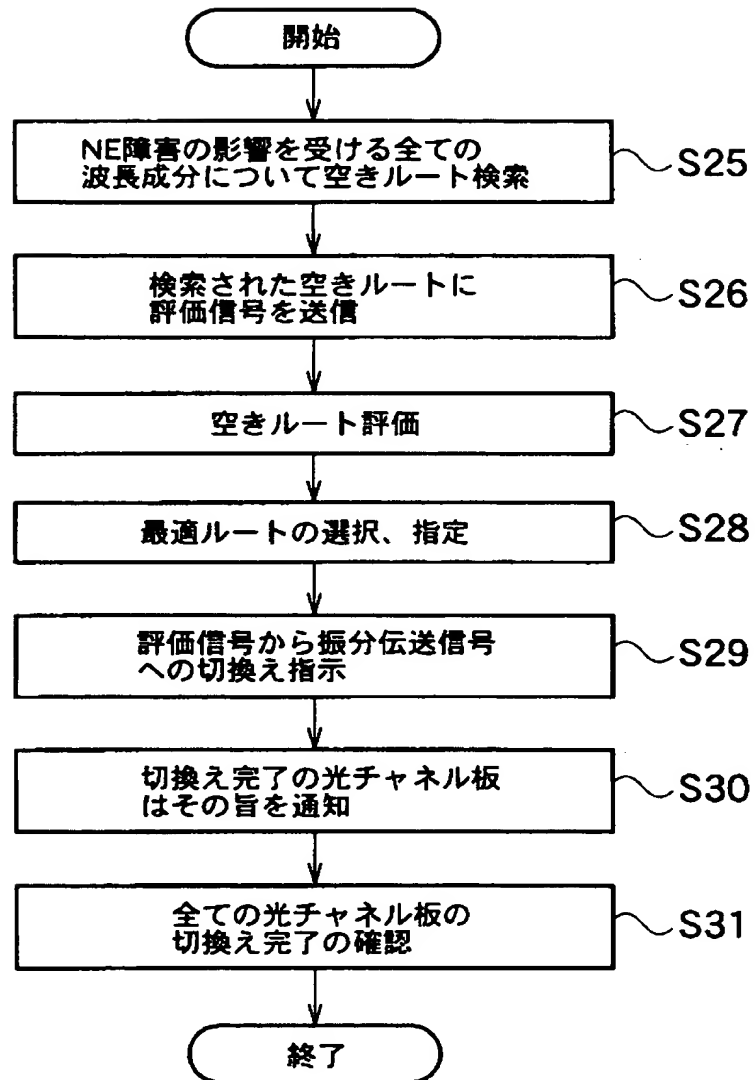 開始
NE障害の影響を受ける全ての
波長成分について空きルート検索
S25
検索された空きルートに
評価信号を送信
S26
空きルート評価
S27
最適ルートの選択、指定
S28
評価信号から振分伝送信号
への切換え指示
S29
切換え完了の光チャネル板
はその旨を通知
S30
全ての光チャネル板の
切換え完了の確認
S31
終了